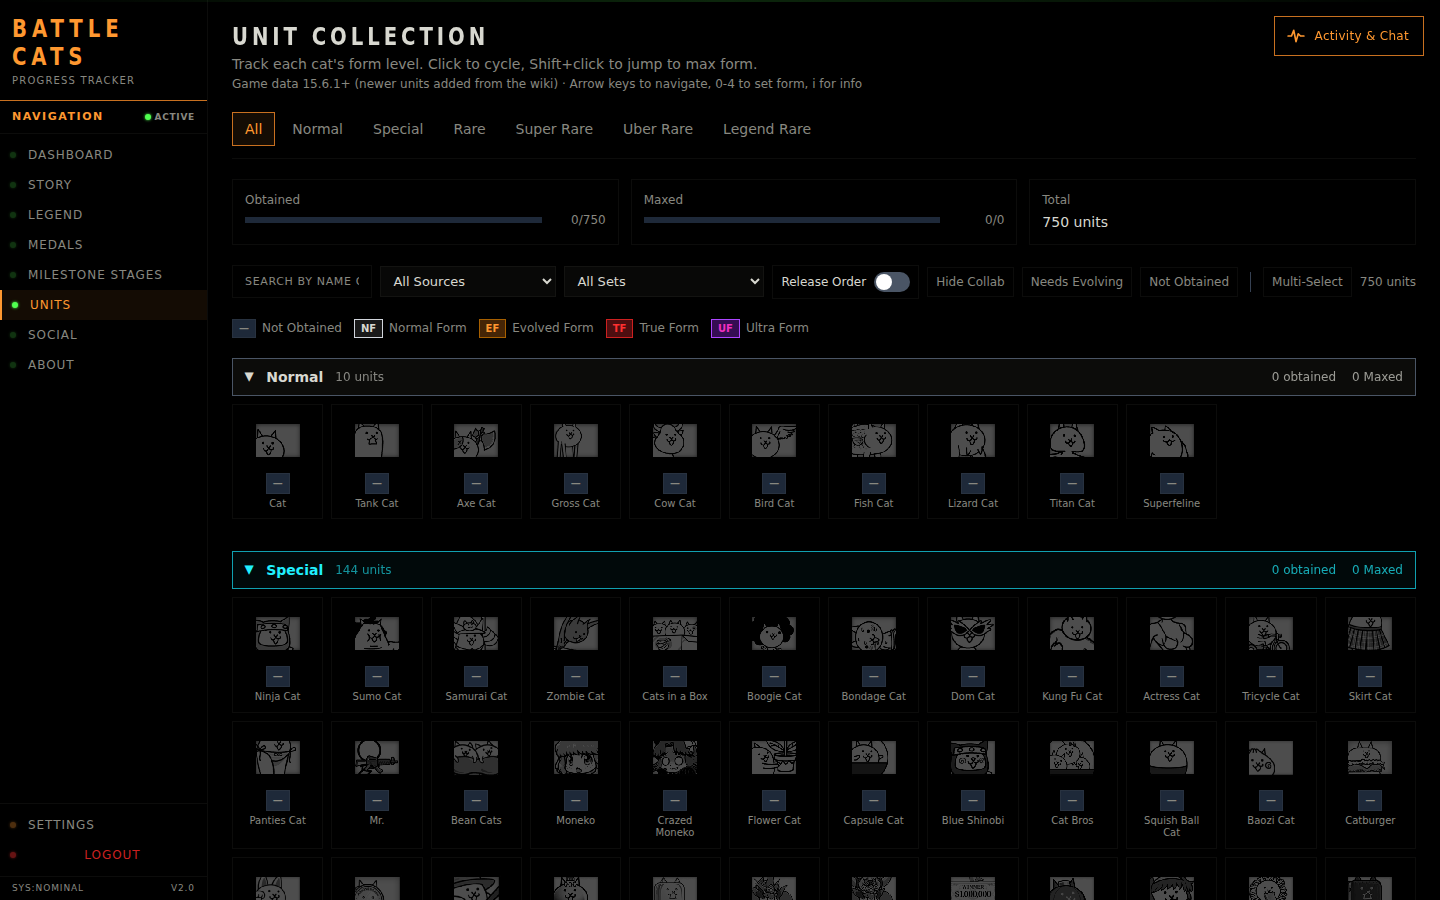 BATTLE
CATS
PROGRESS TRACKER
NAVIGATION
ACTIVE
DASHBOARD
STORY
LEGEND
MEDALS
MILESTONE STAGES
UNITS
SOCIAL
ABOUT
SETTINGS
LOGOUT
SYS:NOMINAL
V2.0
UNIT COLLECTION
Track each cat's form level. Click to cycle, Shift+click to jump to max form.
Game data 15.6.1+ (newer units added from the wiki) · Arrow keys to navigate, 0-4 to set form, i for info
Activity & Chat
All Normal Special Rare Super Rare Uber Rare Legend Rare
Obtained
0/750
Maxed
0/0
Total
750 units
SEARCH BY NAME
All Sources
All Sets
Release Order
Hide Collab
Needs Evolving
Not Obtained
Multi-Select
750 units
— Not Obtained NF Normal Form EF Evolved Form TF True Form UF Ultra Form
▼ Normal 10 units 0 obtained 0 Maxed
— — — — — — — — — —
Cat Tank Cat Axe Cat Gross Cat Cow Cat Bird Cat Fish Cat Lizard Cat Titan Cat Superfeline
▼ Special 144 units 0 obtained 0 Maxed
— — — — — — — — — — — —
Ninja Cat Sumo Cat Samurai Cat Zombie Cat Cats in a Box Boogie Cat Bondage Cat Dom Cat Kung Fu Cat Actress Cat Tricycle Cat Skirt Cat
— — — — — — — — — — — —
Panties Cat Mr. Bean Cats Moneko Crazed Moneko Flower Cat Capsule Cat Blue Shinobi Cat Bros Squish Ball Cat Baozi Cat Catburger
WINNER
$1,000,000